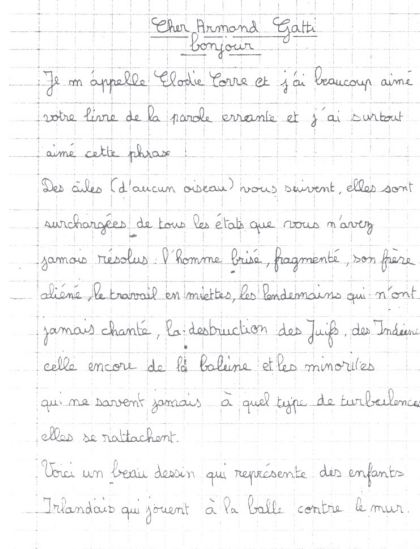 Cher Armand Gatti
bonjour
Je m'appelle Elodie Corre et j'ai beaucoup aimé
votre livre de la parole errante et j'ai surtout
aimé cette phrase
Des ailes (d'aucun oiseau) vous suivent, elles sont
surchargées de tous les états que vous n'avez
jamais résolus : l'homme brisé, fragmenté, son frère
aliéné, le travail en miettes, les lendemains qui n'ont
jamais chanté, la destruction des Juifs, des Indiens
celle encore de la baleine et les minorités
qui ne savent jamais à quel type de turbulences
elles se rattachent.
Voici un beau dessin qui représente des enfants
Irlandais qui jouent à la balle contre le mur.